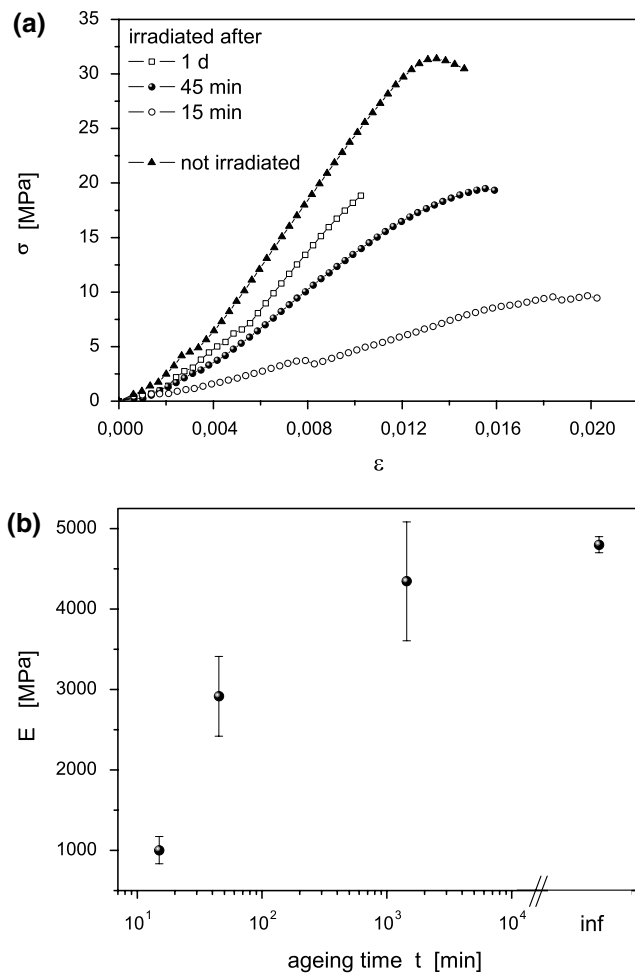 (a)
irradiated after
1 d
45 min
15 min
not irradiated
σ [MPa]
35
30
25
20
15
10
5
0
0,000 0,004 0,008 0,012 0,016 0,020
ε
(b)
E [MPa]
5000
4000
3000
2000
1000
10¹ 10² 10³ 10⁴ inf
ageing time t [min]